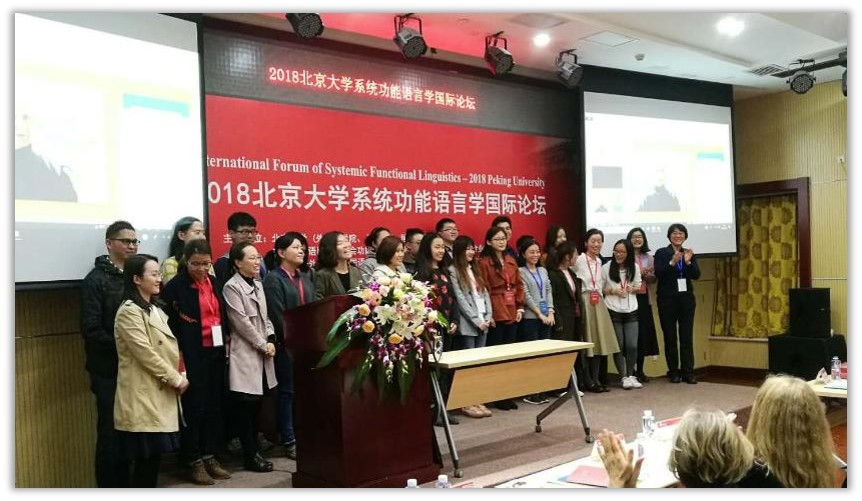 2018北京大学系统功能语言学国际论坛
ternational Forum of Systemic Functional Linguistics – 2018 Peking University
018北京大学系统功能语言学国际论坛